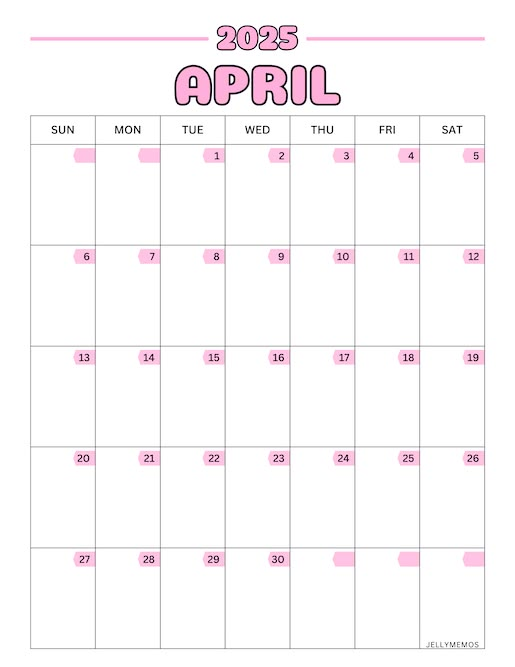 2025
APRIL
SUN MON TUE WED THU FRI SAT
1 2 3 4 5
6 7 8 9 10 11 12
13 14 15 16 17 18 19
20 21 22 23 24 25 26
27 28 29 30
JELLYMEMOS